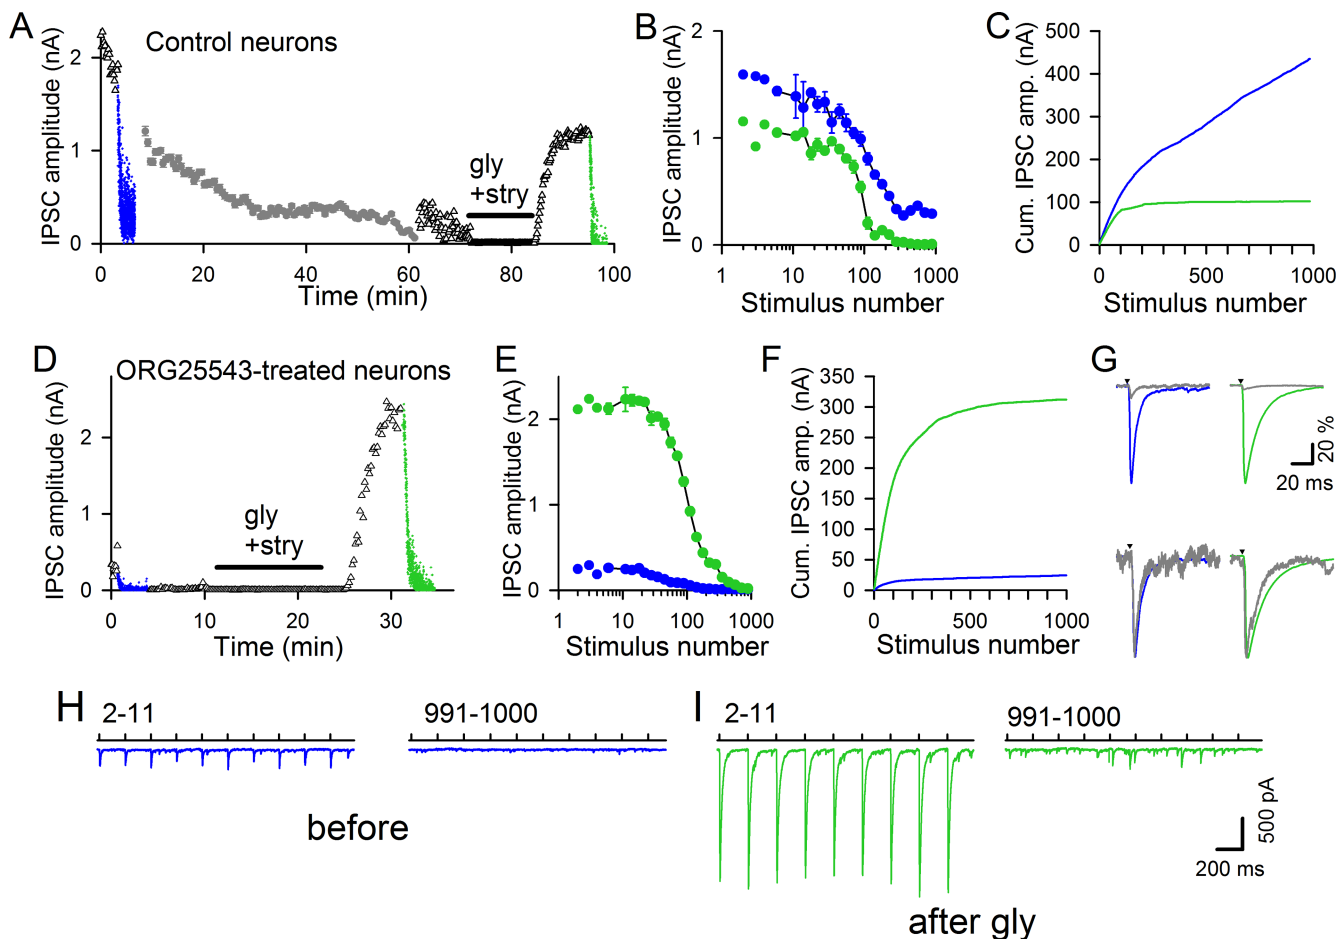 A
Control neurons
IPSC amplitude (nA)
2
1
0
gly
+stry
0 20 40 60 80 100
Time (min)
B
IPSC amplitude (nA)
2
1
0
1 10 100 1000
Stimulus number
C
Cum. IPSC amp. (nA)
500
400
300
200
100
0
0 500 1000
Stimulus number
D
ORG25543-treated neurons
IPSC amplitude (nA)
2
1
0
gly
+stry
0 10 20 30
Time (min)
E
IPSC amplitude (nA)
2
1
0
1 10 100 1000
Stimulus number
F
Cum. IPSC amp. (nA)
350
300
250
200
150
100
50
0
0 500 1000
Stimulus number
G
20 %
20 ms
H
2-11
991-1000
before
I
2-11
991-1000
500 pA
200 ms
after gly